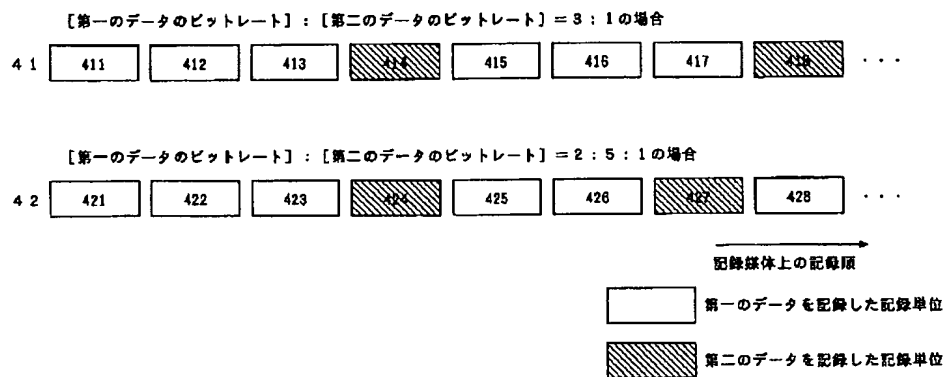 [第一のデータのビットレート]:[第二のデータのビットレート]=3:1の場合
41 411 412 413 414 415 416 417 418 ・・・
[第一のデータのビットレート]:[第二のデータのビットレート]=2:5:1の場合
42 421 422 423 424 425 426 427 428 ・・・
記録媒体上の記録順
第一のデータを記録した記録単位
第二のデータを記録した記録単位